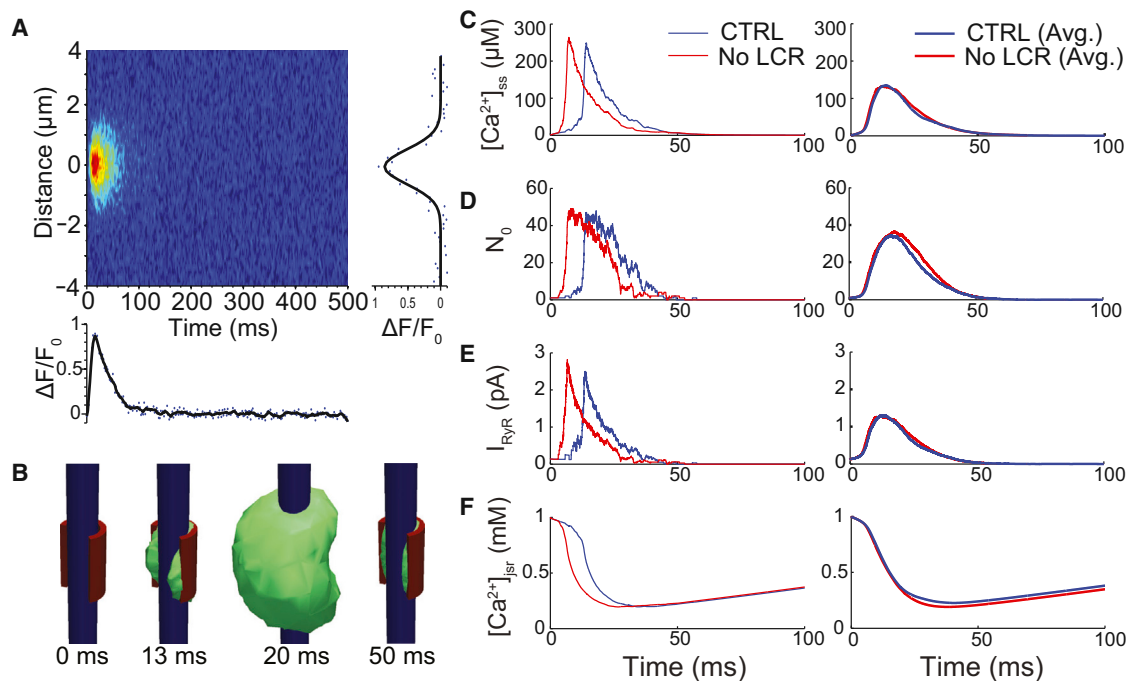 A
4
2
0
−2
−4
Distance (µm)
0 100 200 300 400 500
Time (ms)
1 0.5 0
ΔF/F0
1
0.5
0
ΔF/F0
B
0 ms 13 ms 20 ms 50 ms
C
CTRL
No LCR
300
200
100
0
[Ca2+]ss (µM)
0 50 100
CTRL (Avg.)
No LCR (Avg.)
300
200
100
0
0 50 100
D
60
40
20
0
N0
0 50 100
60
40
20
0
0 50 100
E
3
2
1
0
IRyR (pA)
0 50 100
3
2
1
0
0 50 100
F
1
0.5
0
[Ca2+]jsr (mM)
0 50 100
Time (ms)
1
0.5
0
0 50 100
Time (ms)